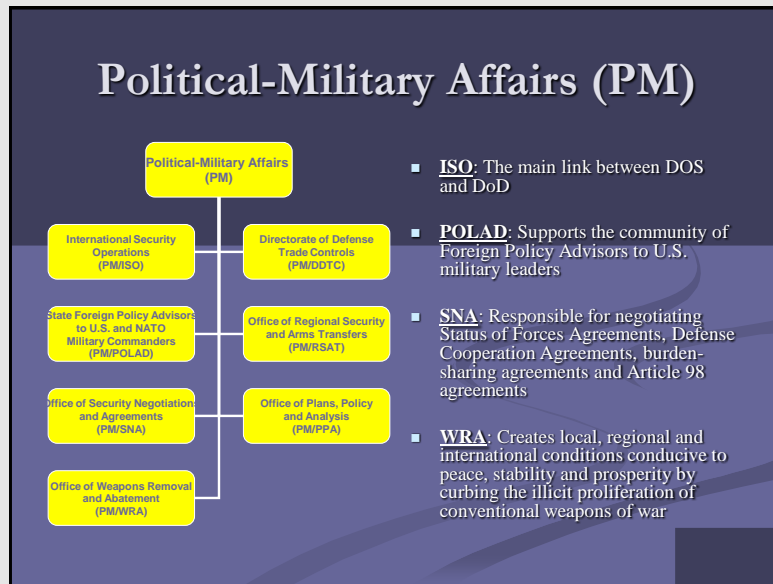 Political-Military Affairs (PM)
Political-Military Affairs
(PM)
International Security
Operations
(PM/ISO)
Directorate of Defense
Trade Controls
(PM/DDTC)
State Foreign Policy Advisors
to U.S. and NATO
Military Commanders
(PM/POLAD)
Office of Regional Security
and Arms Transfers
(PM/RSAT)
Office of Security Negotiations
and Agreements
(PM/SNA)
Office of Plans, Policy
and Analysis
(PM/PPA)
Office of Weapons Removal
and Abatement
(PM/WRA)
ISO: The main link between DOS
and DoD
POLAD: Supports the community of
Foreign Policy Advisors to U.S.
military leaders
SNA: Responsible for negotiating
Status of Forces Agreements, Defense
Cooperation Agreements, burden-
sharing agreements and Article 98
agreements
WRA: Creates local, regional and
international conditions conducive to
peace, stability and prosperity by
curbing the illicit proliferation of
conventional weapons of war